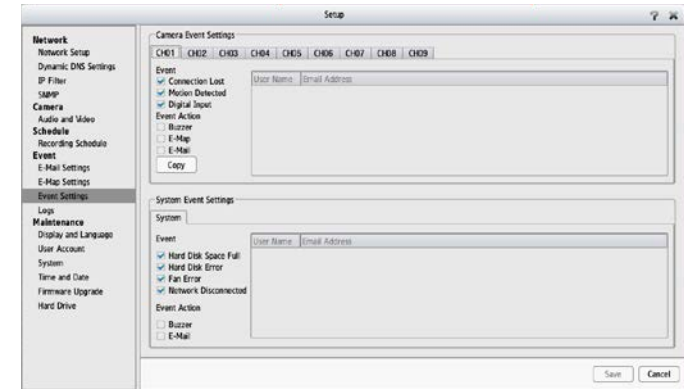 Setup
? ×
Network
Network Setup
Dynamic DNS Settings
IP Filter
SNMP
Camera
Audio and Video
Schedule
Recording Schedule
Event
E-Mail Settings
E-Map Settings
Event Settings
Logs
Maintenance
Display and Language
User Account
System
Time and Date
Firmware Upgrade
Hard Drive
Camera Event Settings
CH01 CH02 CH03 CH04 CH05 CH06 CH07 CH08 CH09
Event
Connection Lost
Motion Detected
Digital Input
Event Action
Buzzer
E-Map
E-Mail
Copy
User Name Email Address
System Event Settings
System
Event
Hard Disk Space Full
Hard Disk Error
Fan Error
Network Disconnected
Event Action
Buzzer
E-Mail
User Name Email Address
Save Cancel